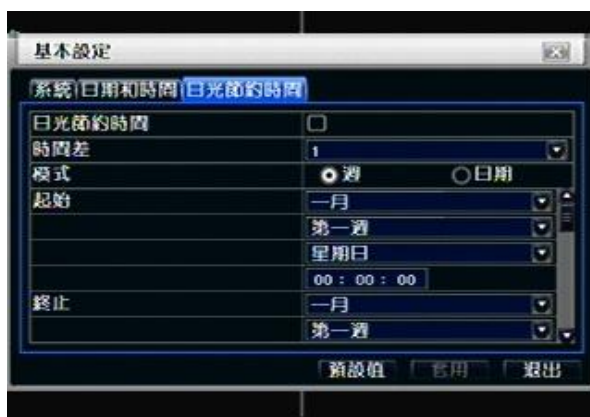 基本設定
系統 日期和時間 日光節約時間
日光節約時間
時間差 1
模式 週 日期
起始 一月
第一週
星期日
00 : 00 : 00
終止 一月
第一週
預設值 套用 退出